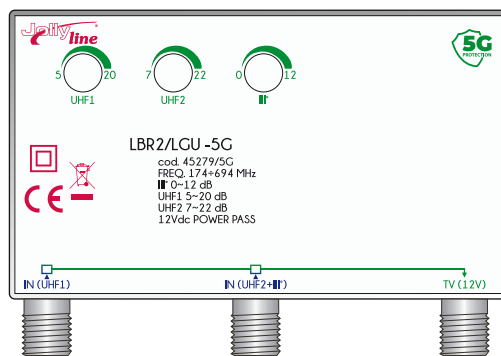 Jolly line
5G
PROTECTION
5 20
UHF1
7 22
UHF2
0 12
III°
LBR2/LGU -5G
cod. 45279/5G
FREQ. 174÷694 MHz
III° 0~12 dB
UHF1 5~20 dB
UHF2 7~22 dB
12Vdc POWER PASS
CE
IN (UHF1)
IN (UHF2+III°)
TV (12V)